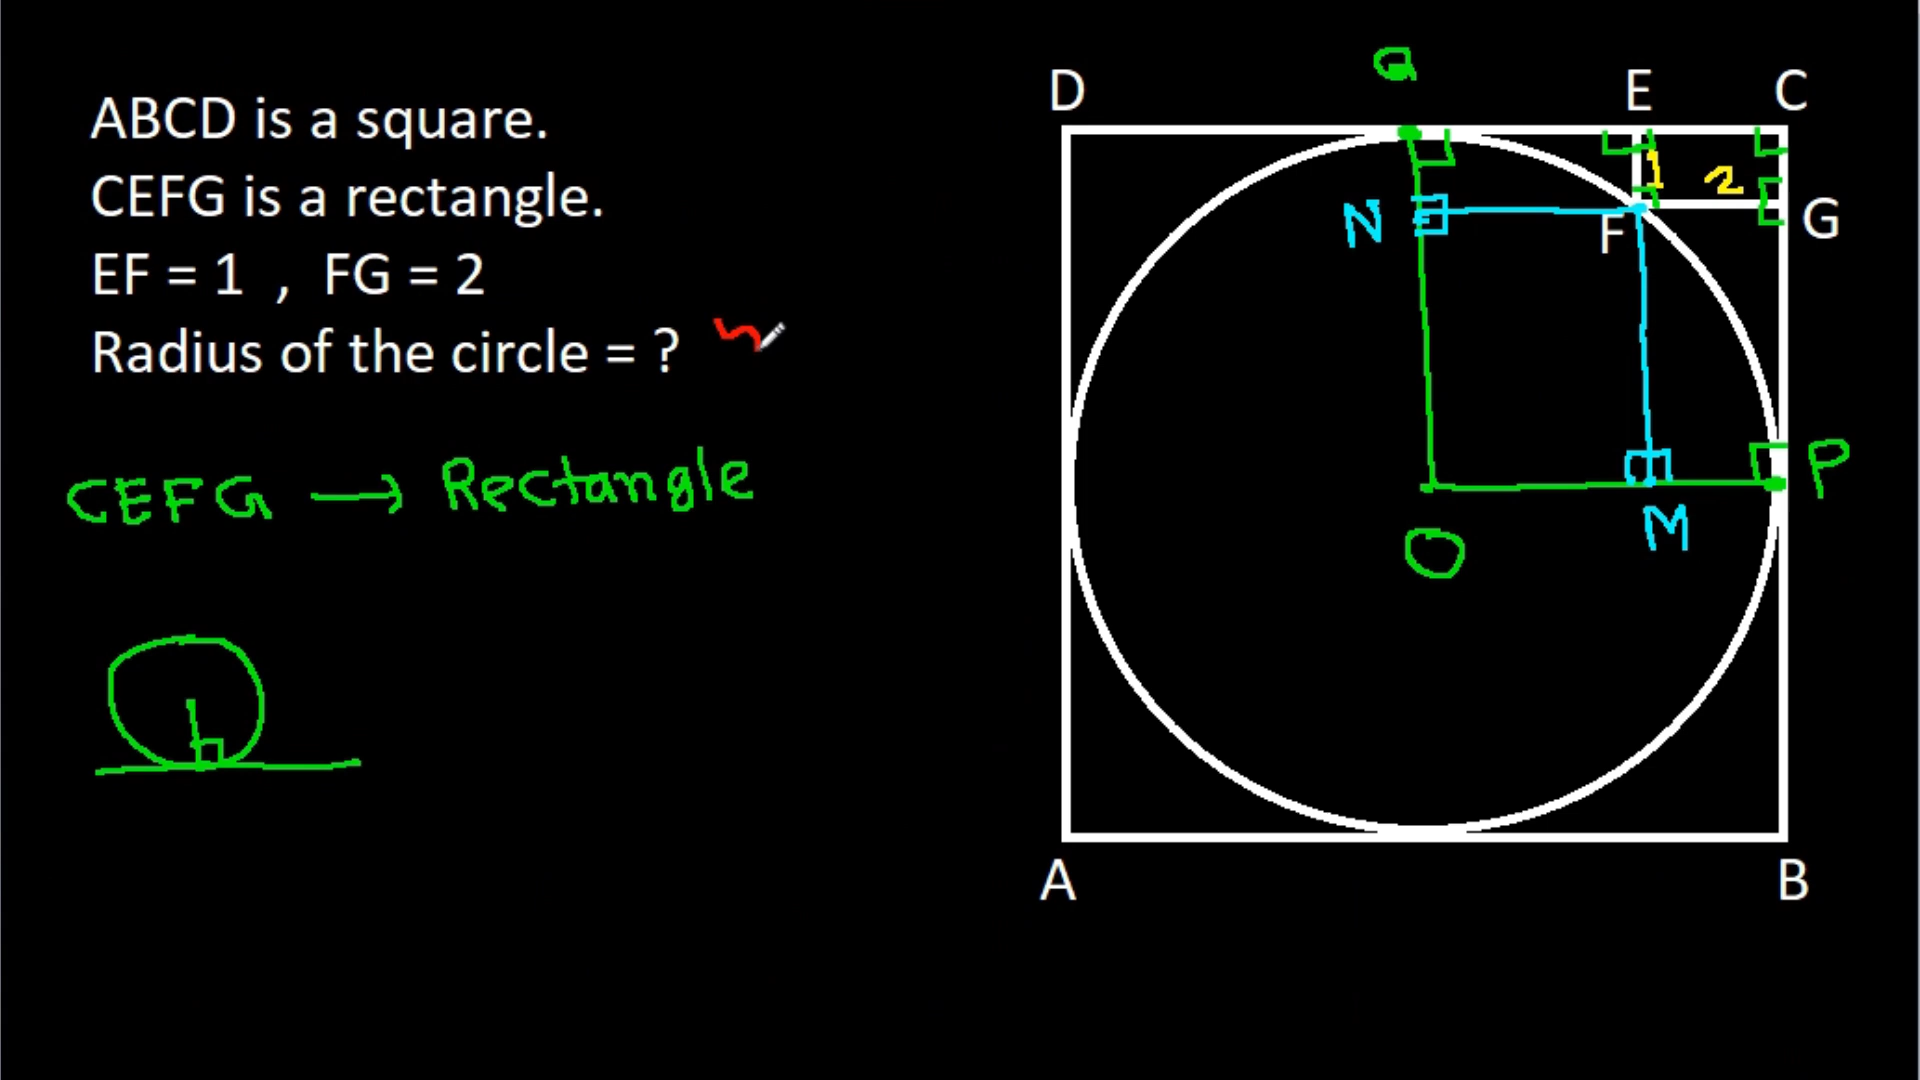 ABCD is a square.
CEFG is a rectangle.
EF = 1 , FG = 2
Radius of the circle = ?
CEFG → Rectangle
Q
D
E
C
1
2
N
F
G
P
M
O
A
B